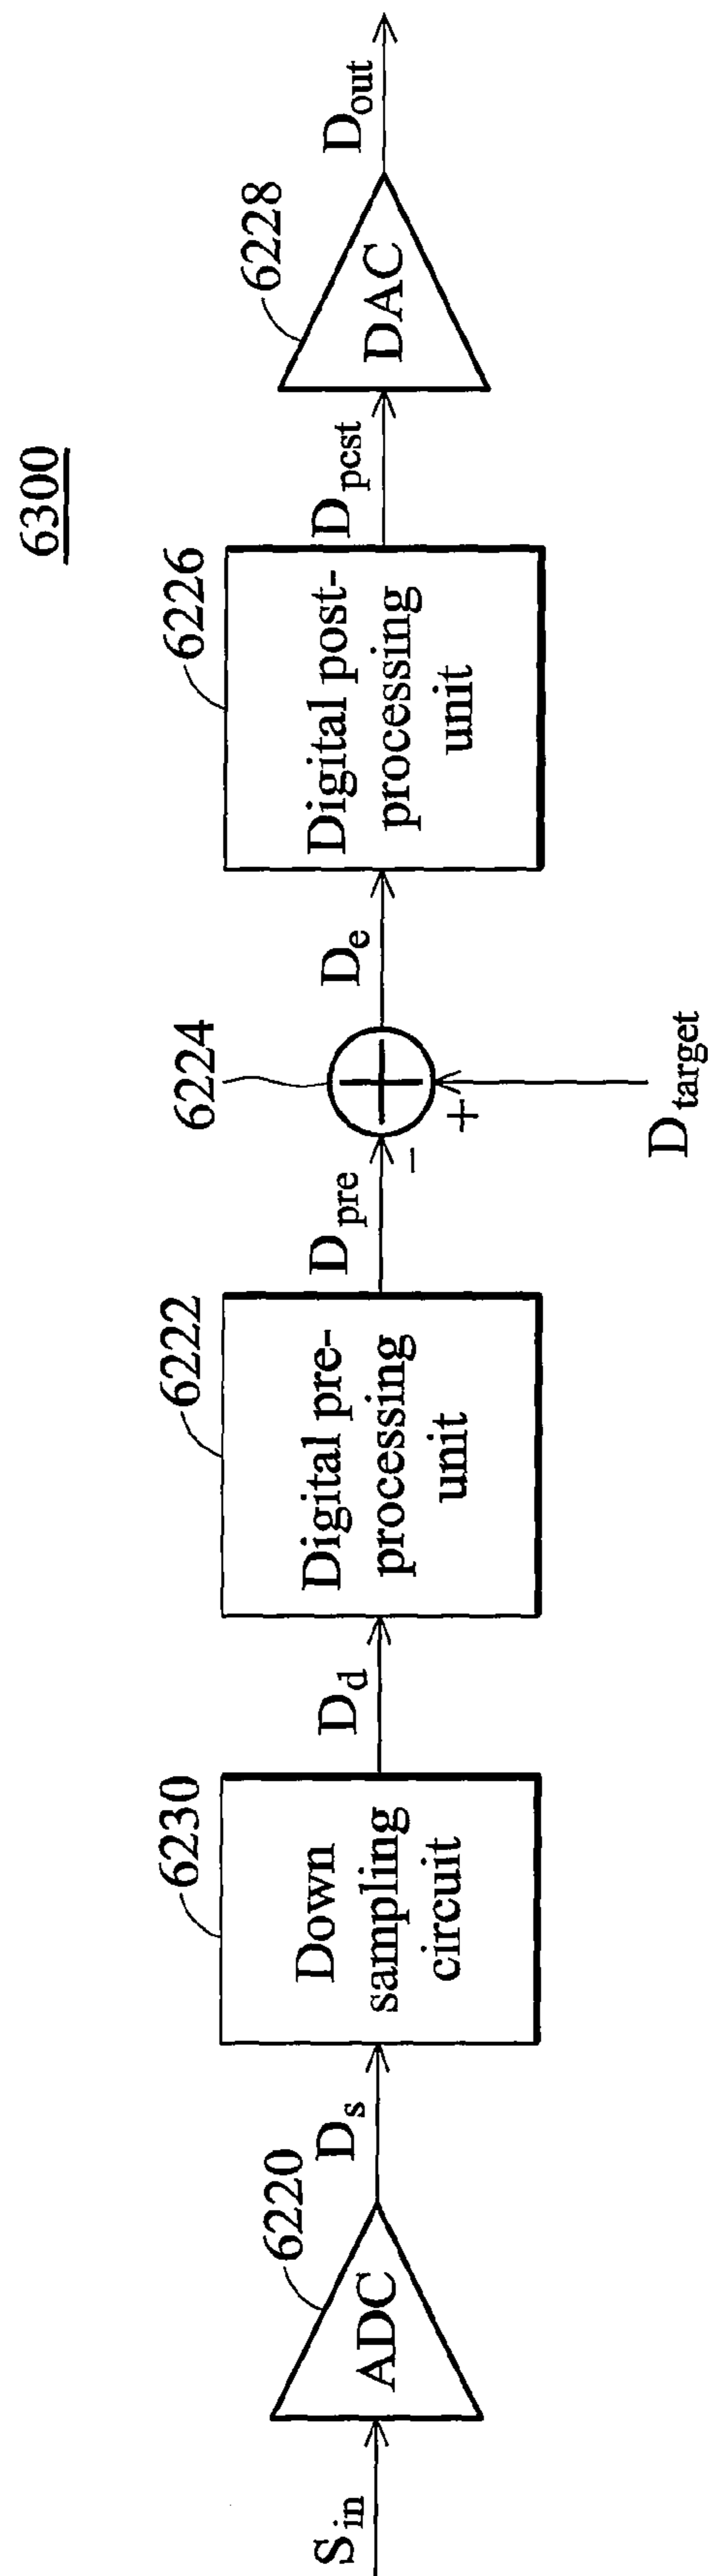 6300
S_in
ADC
6220
D_s
Down
sampling
circuit
6230
D_d
Digital pre-
processing
unit
6222
D_pre
−
+
6224
D_target
D_e
Digital post-
processing
unit
6226
D_pcst
DAC
6228
D_out